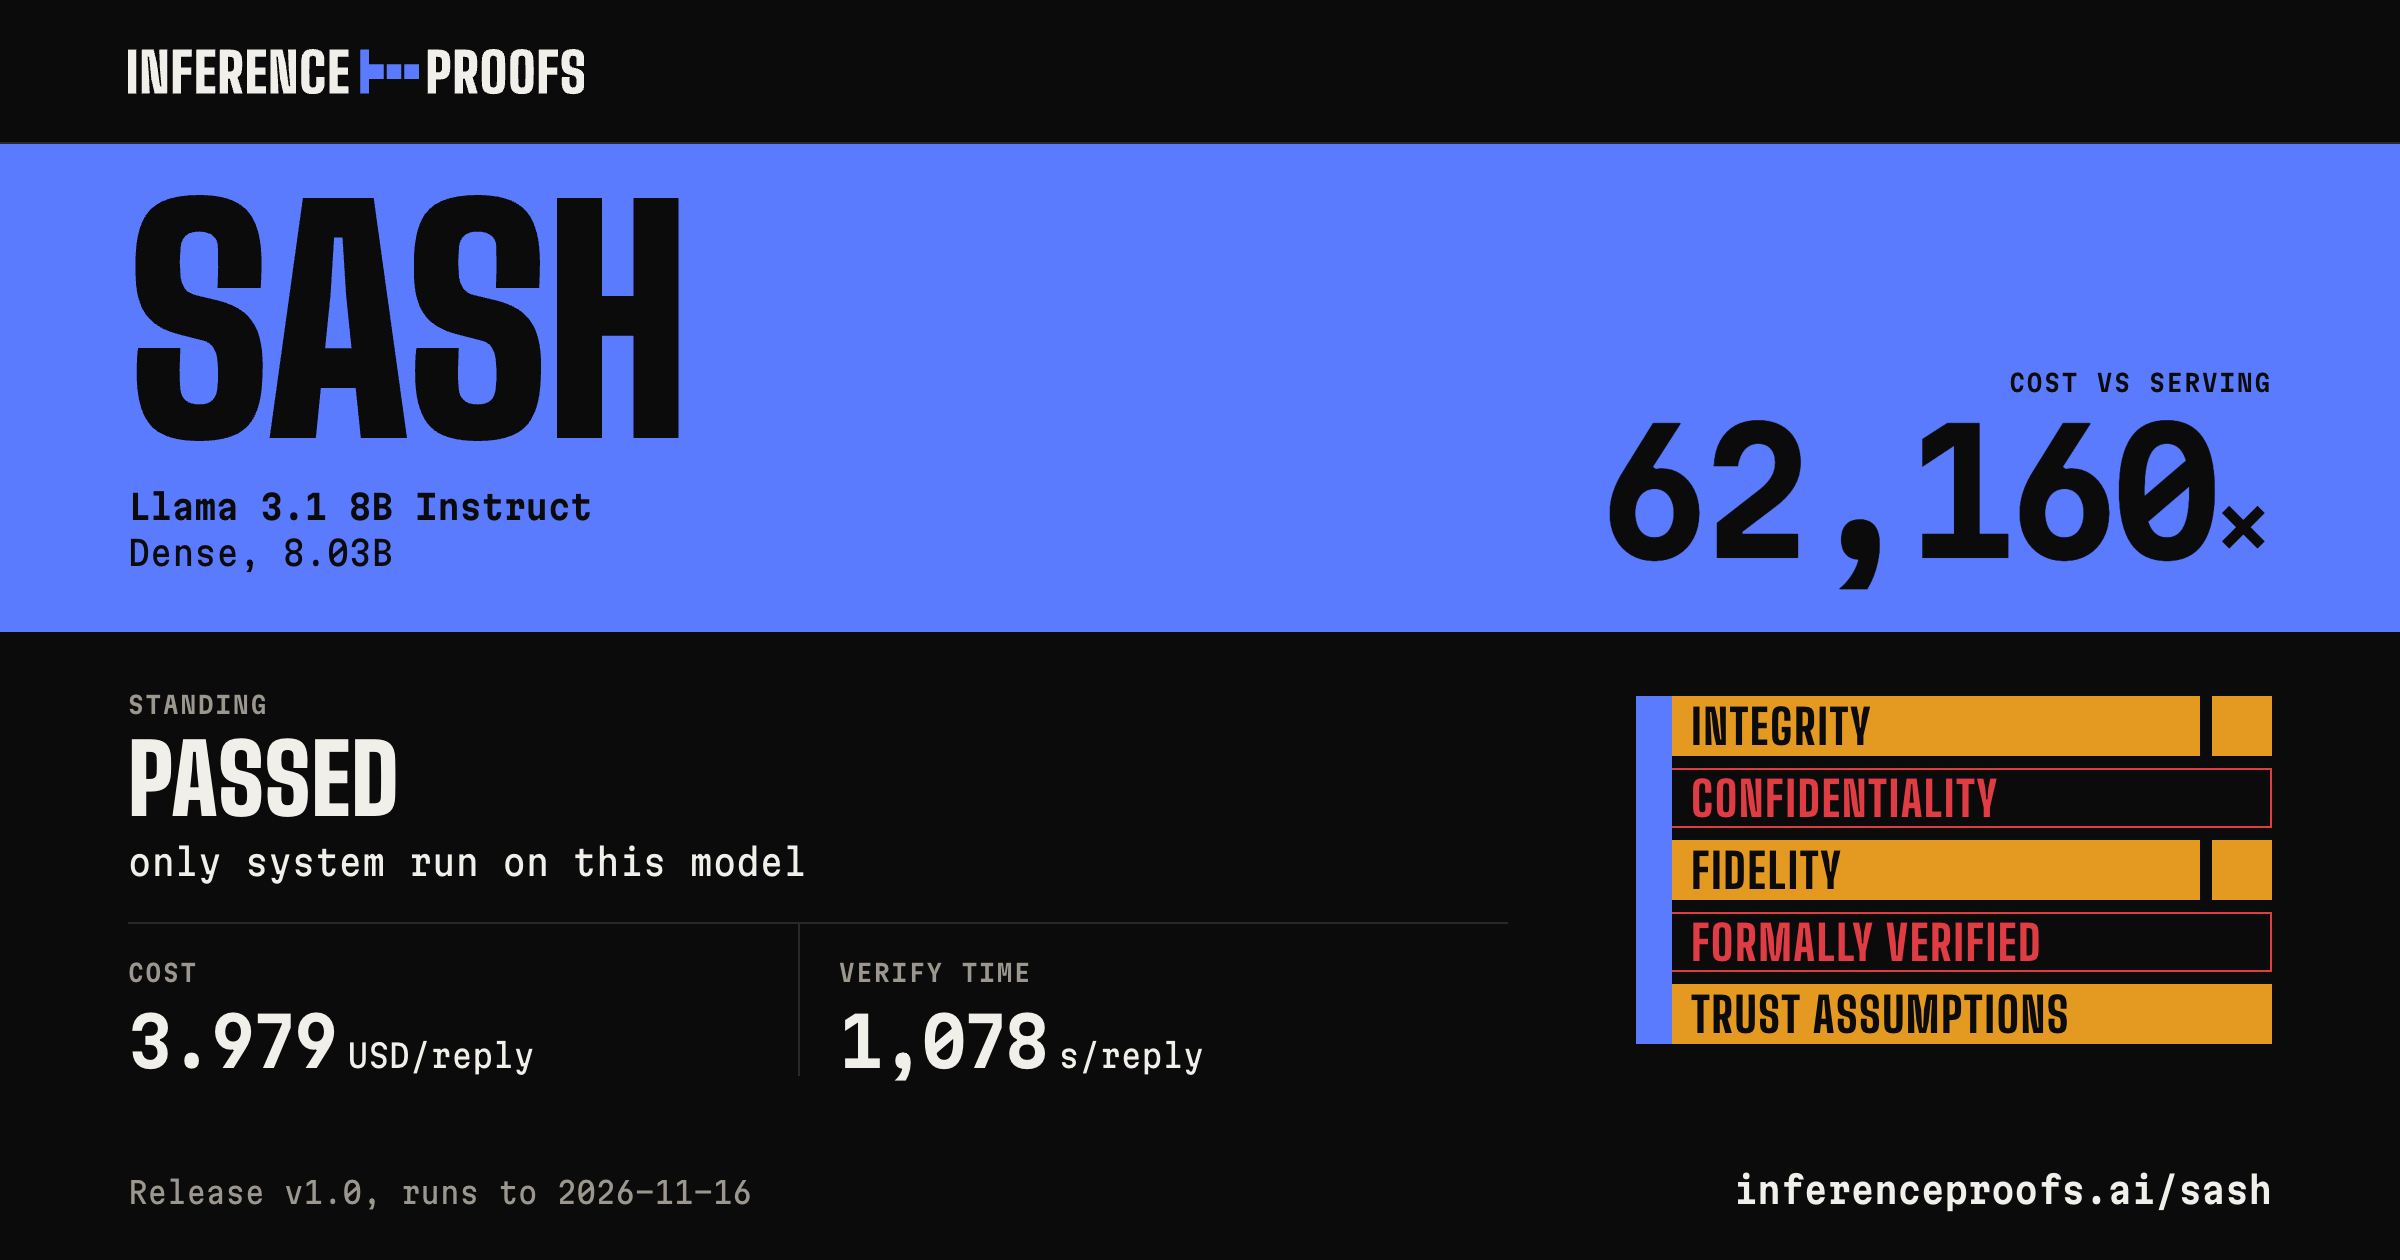 INFERENCE PROOFS
SASH
Llama 3.1 8B Instruct
Dense, 8.03B
COST VS SERVING
62,160×
STANDING
PASSED
only system run on this model
COST
3.979 USD/reply
VERIFY TIME
1,078 s/reply
INTEGRITY
CONFIDENTIALITY
FIDELITY
FORMALLY VERIFIED
TRUST ASSUMPTIONS
Release v1.0, runs to 2026-11-16
inferenceproofs.ai/sash